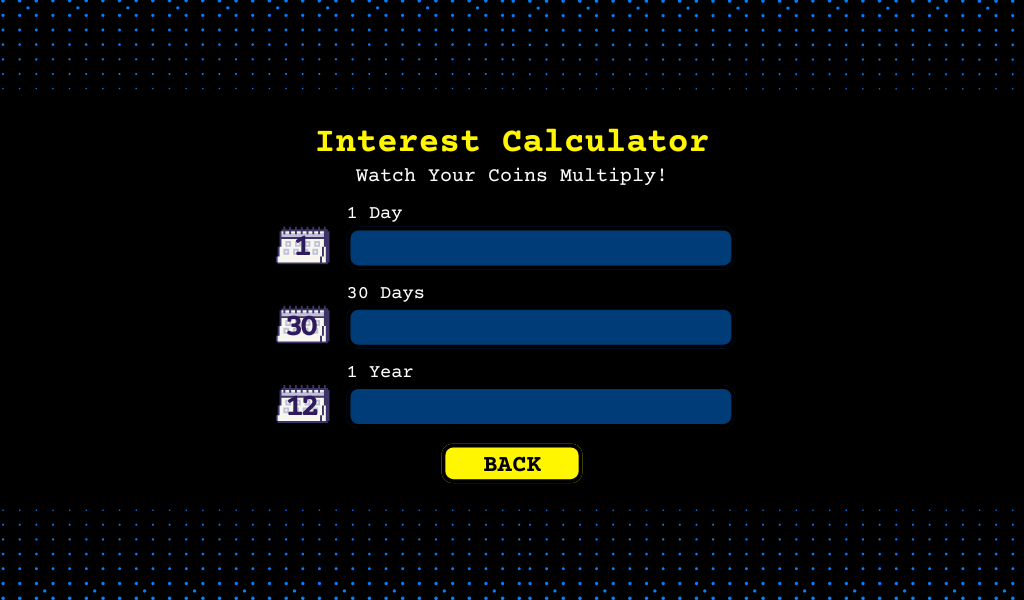 Interest Calculator
Watch Your Coins Multiply!
1 Day
1
30 Days
30
1 Year
12
BACK